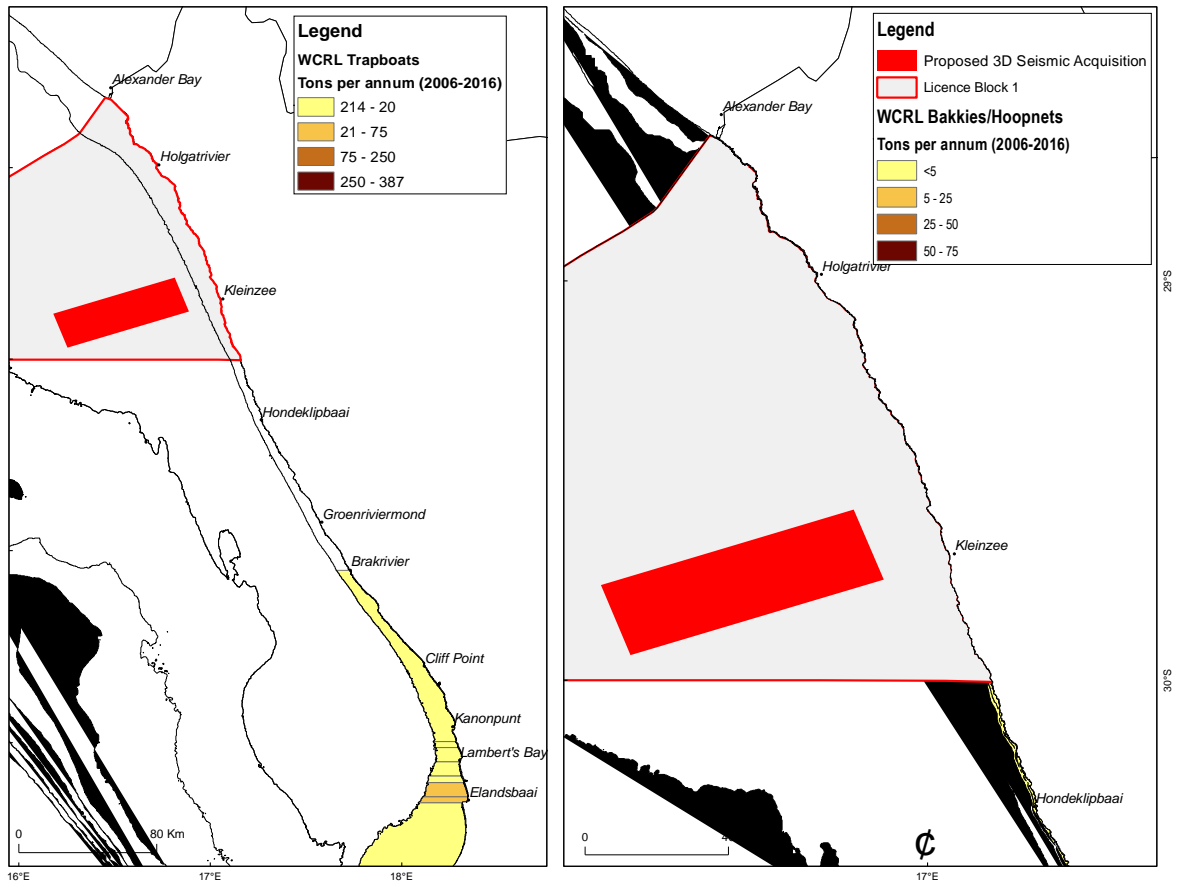 Legend
WCRL Trapboats
Tons per annum (2006-2016)
214 - 20
21 - 75
75 - 250
250 - 387
Alexander Bay
Holgatrivier
Kleinzee
Hondeklipbaai
Groenriviermond
Brakrivier
Cliff Point
Kanonpunt
Lambert's Bay
Elandsbaai
0 80 Km
16°E 17°E 18°E
Legend
Proposed 3D Seismic Acquisition
Licence Block 1
WCRL Bakkies/Hoopnets
Tons per annum (2006-2016)
<5
5 - 25
25 - 50
50 - 75
Alexander Bay
Holgatrivier
Kleinzee
Hondeklipbaai
29°S
30°S
0 4
¢
17°E